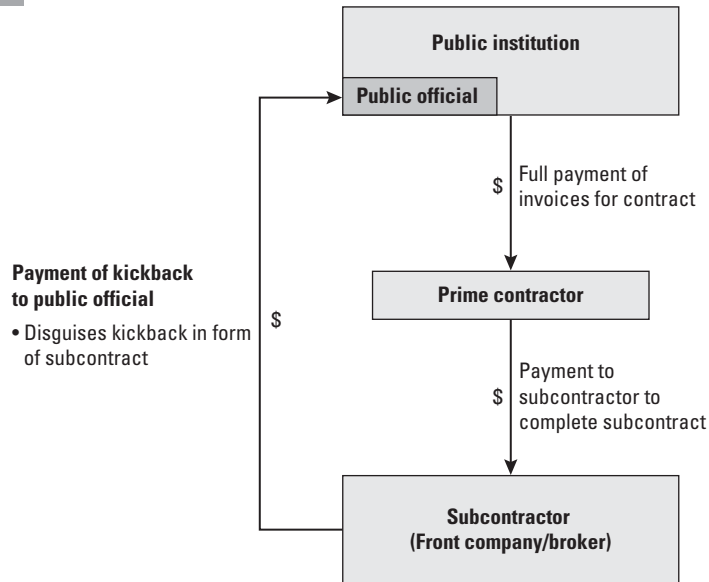 Public institution
Public official
$
Full payment of
invoices for contract
Prime contractor
Payment of kickback
to public official
• Disguises kickback in form
of subcontract
$
$
Payment to
subcontractor to
complete subcontract
Subcontractor
(Front company/broker)